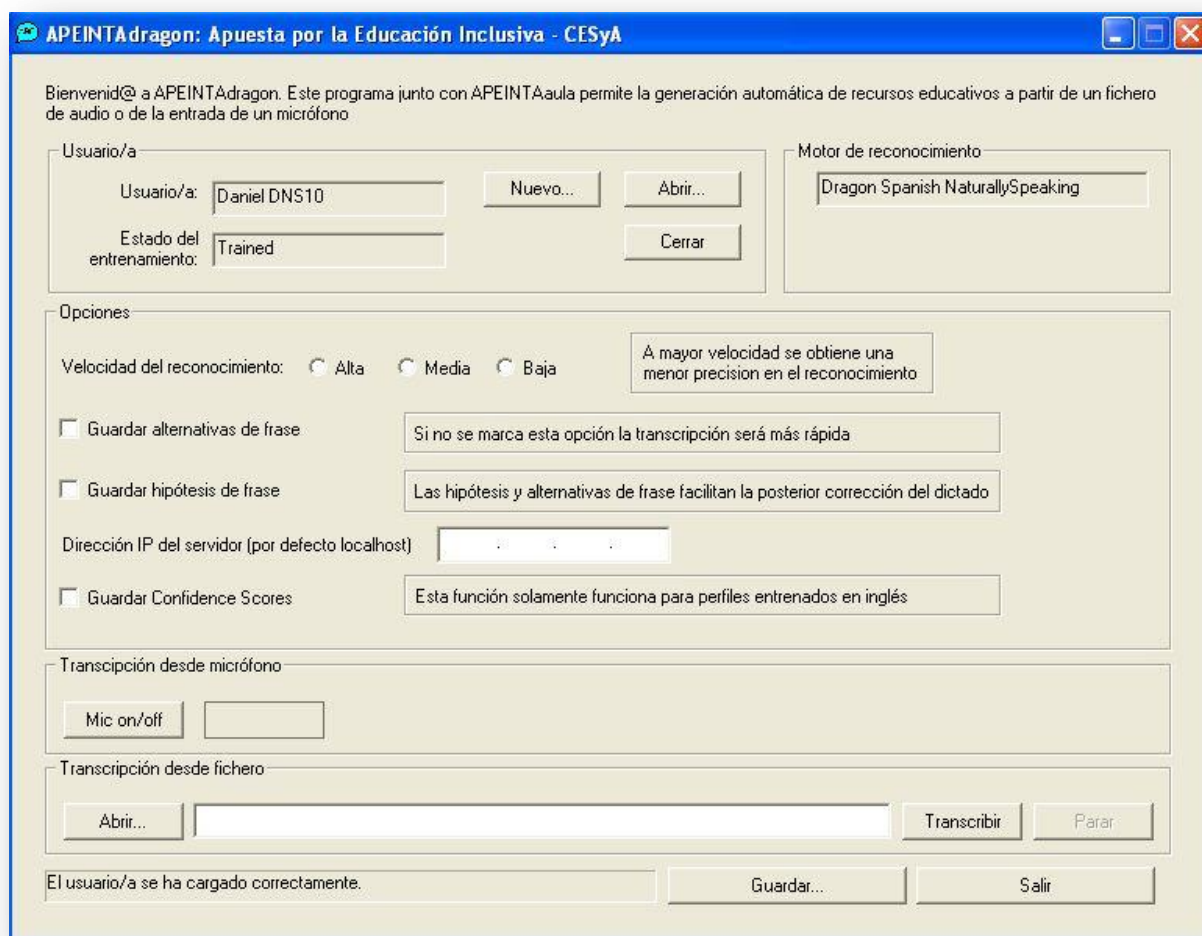 APEINTAdragon: Apuesta por la Educación Inclusiva - CESyA
Bienvenid@ a APEINTAdragon. Este programa junto con APEINTAaula permite la generación automática de recursos educativos a partir de un fichero
de audio o de la entrada de un micrófono
Usuario/a
Usuario/a:
Daniel DNS10
Nuevo...
Abrir...
Estado del
entrenamiento:
Trained
Cerrar
Motor de reconocimiento
Dragon Spanish NaturallySpeaking
Opciones
Velocidad del reconocimiento:
Alta
Media
Baja
A mayor velocidad se obtiene una
menor precision en el reconocimiento
Guardar alternativas de frase
Si no se marca esta opción la transcripción será más rápida
Guardar hipótesis de frase
Las hipótesis y alternativas de frase facilitan la posterior corrección del dictado
Dirección IP del servidor (por defecto localhost)
. . .
Guardar Confidence Scores
Esta función solamente funciona para perfiles entrenados en inglés
Transcipción desde micrófono
Mic on/off
Transcripción desde fichero
Abrir...
Transcribir
Parar
El usuario/a se ha cargado correctamente.
Guardar...
Salir